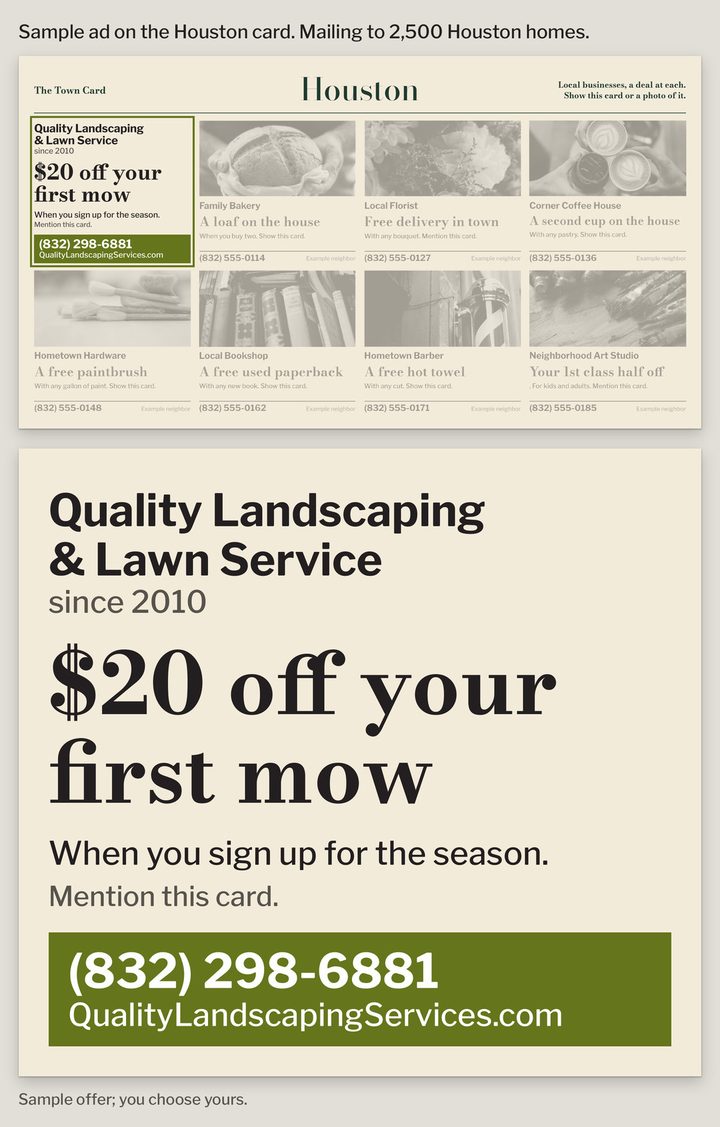 Sample ad on the Houston card. Mailing to 2,500 Houston homes.
The Town Card
Houston
Local businesses, a deal at each.
Show this card or a photo of it.
Quality Landscaping
& Lawn Service
since 2010
$20 off your
first mow
When you sign up for the season.
Mention this card.
(832) 298-6881
QualityLandscapingServices.com
Family Bakery
A loaf on the house
When you buy two. Show this card.
(832) 555-0114
Example neighbor
Local Florist
Free delivery in town
With any bouquet. Mention this card.
(832) 555-0127
Example neighbor
Corner Coffee House
A second cup on the house
With any pastry. Show this card.
(832) 555-0136
Example neighbor
Hometown Hardware
A free paintbrush
With any gallon of paint. Show this card.
(832) 555-0148
Example neighbor
Local Bookshop
A free used paperback
With any new book. Show this card.
(832) 555-0162
Example neighbor
Hometown Barber
A free hot towel
With any cut. Show this card.
(832) 555-0171
Example neighbor
Neighborhood Art Studio
Your 1st class half off
For kids and adults. Mention this card.
(832) 555-0185
Example neighbor
Quality Landscaping
& Lawn Service
since 2010
$20 off your
first mow
When you sign up for the season.
Mention this card.
(832) 298-6881
QualityLandscapingServices.com
Sample offer; you choose yours.